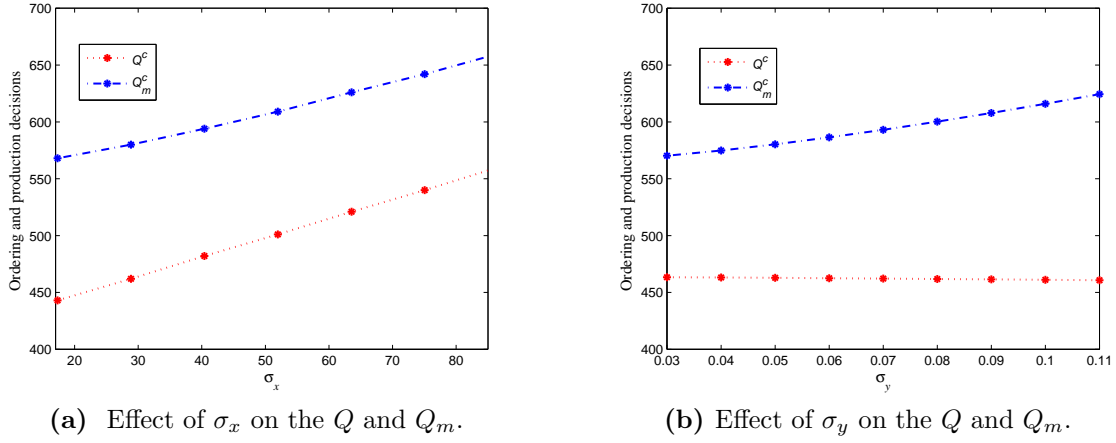 700
650
600
550
500
450
400
Ordering and production decisions
Q^c
Q_m^c
20 30 40 50 60 70 80
σ_x
(a) Effect of σ_x on the Q and Q_m.
700
650
600
550
500
450
400
Ordering and production decisions
Q^c
Q_m^c
0.03 0.04 0.05 0.06 0.07 0.08 0.09 0.1 0.11
σ_y
(b) Effect of σ_y on the Q and Q_m.